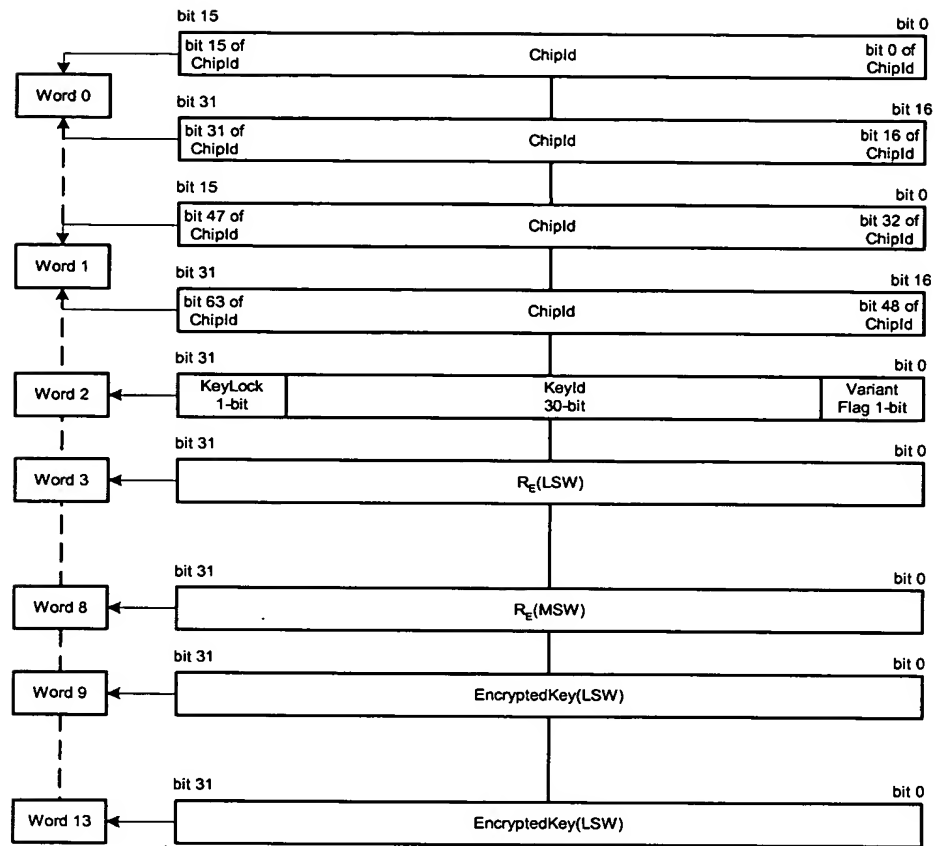 bit 15
bit 0
bit 15 of ChipId bit 0 of
ChipId ChipId
Word 0
bit 31
bit 16
bit 31 of ChipId bit 16 of
ChipId ChipId
bit 15
bit 0
bit 47 of ChipId bit 32 of
ChipId ChipId
Word 1
bit 31
bit 16
bit 63 of ChipId bit 48 of
ChipId ChipId
bit 31
bit 0
Word 2
KeyLock
1-bit
KeyId
30-bit
Variant
Flag 1-bit
bit 31
bit 0
Word 3
R_E(LSW)
bit 31
bit 0
Word 8
R_E(MSW)
bit 31
bit 0
Word 9
EncryptedKey(LSW)
bit 31
bit 0
Word 13
EncryptedKey(LSW)